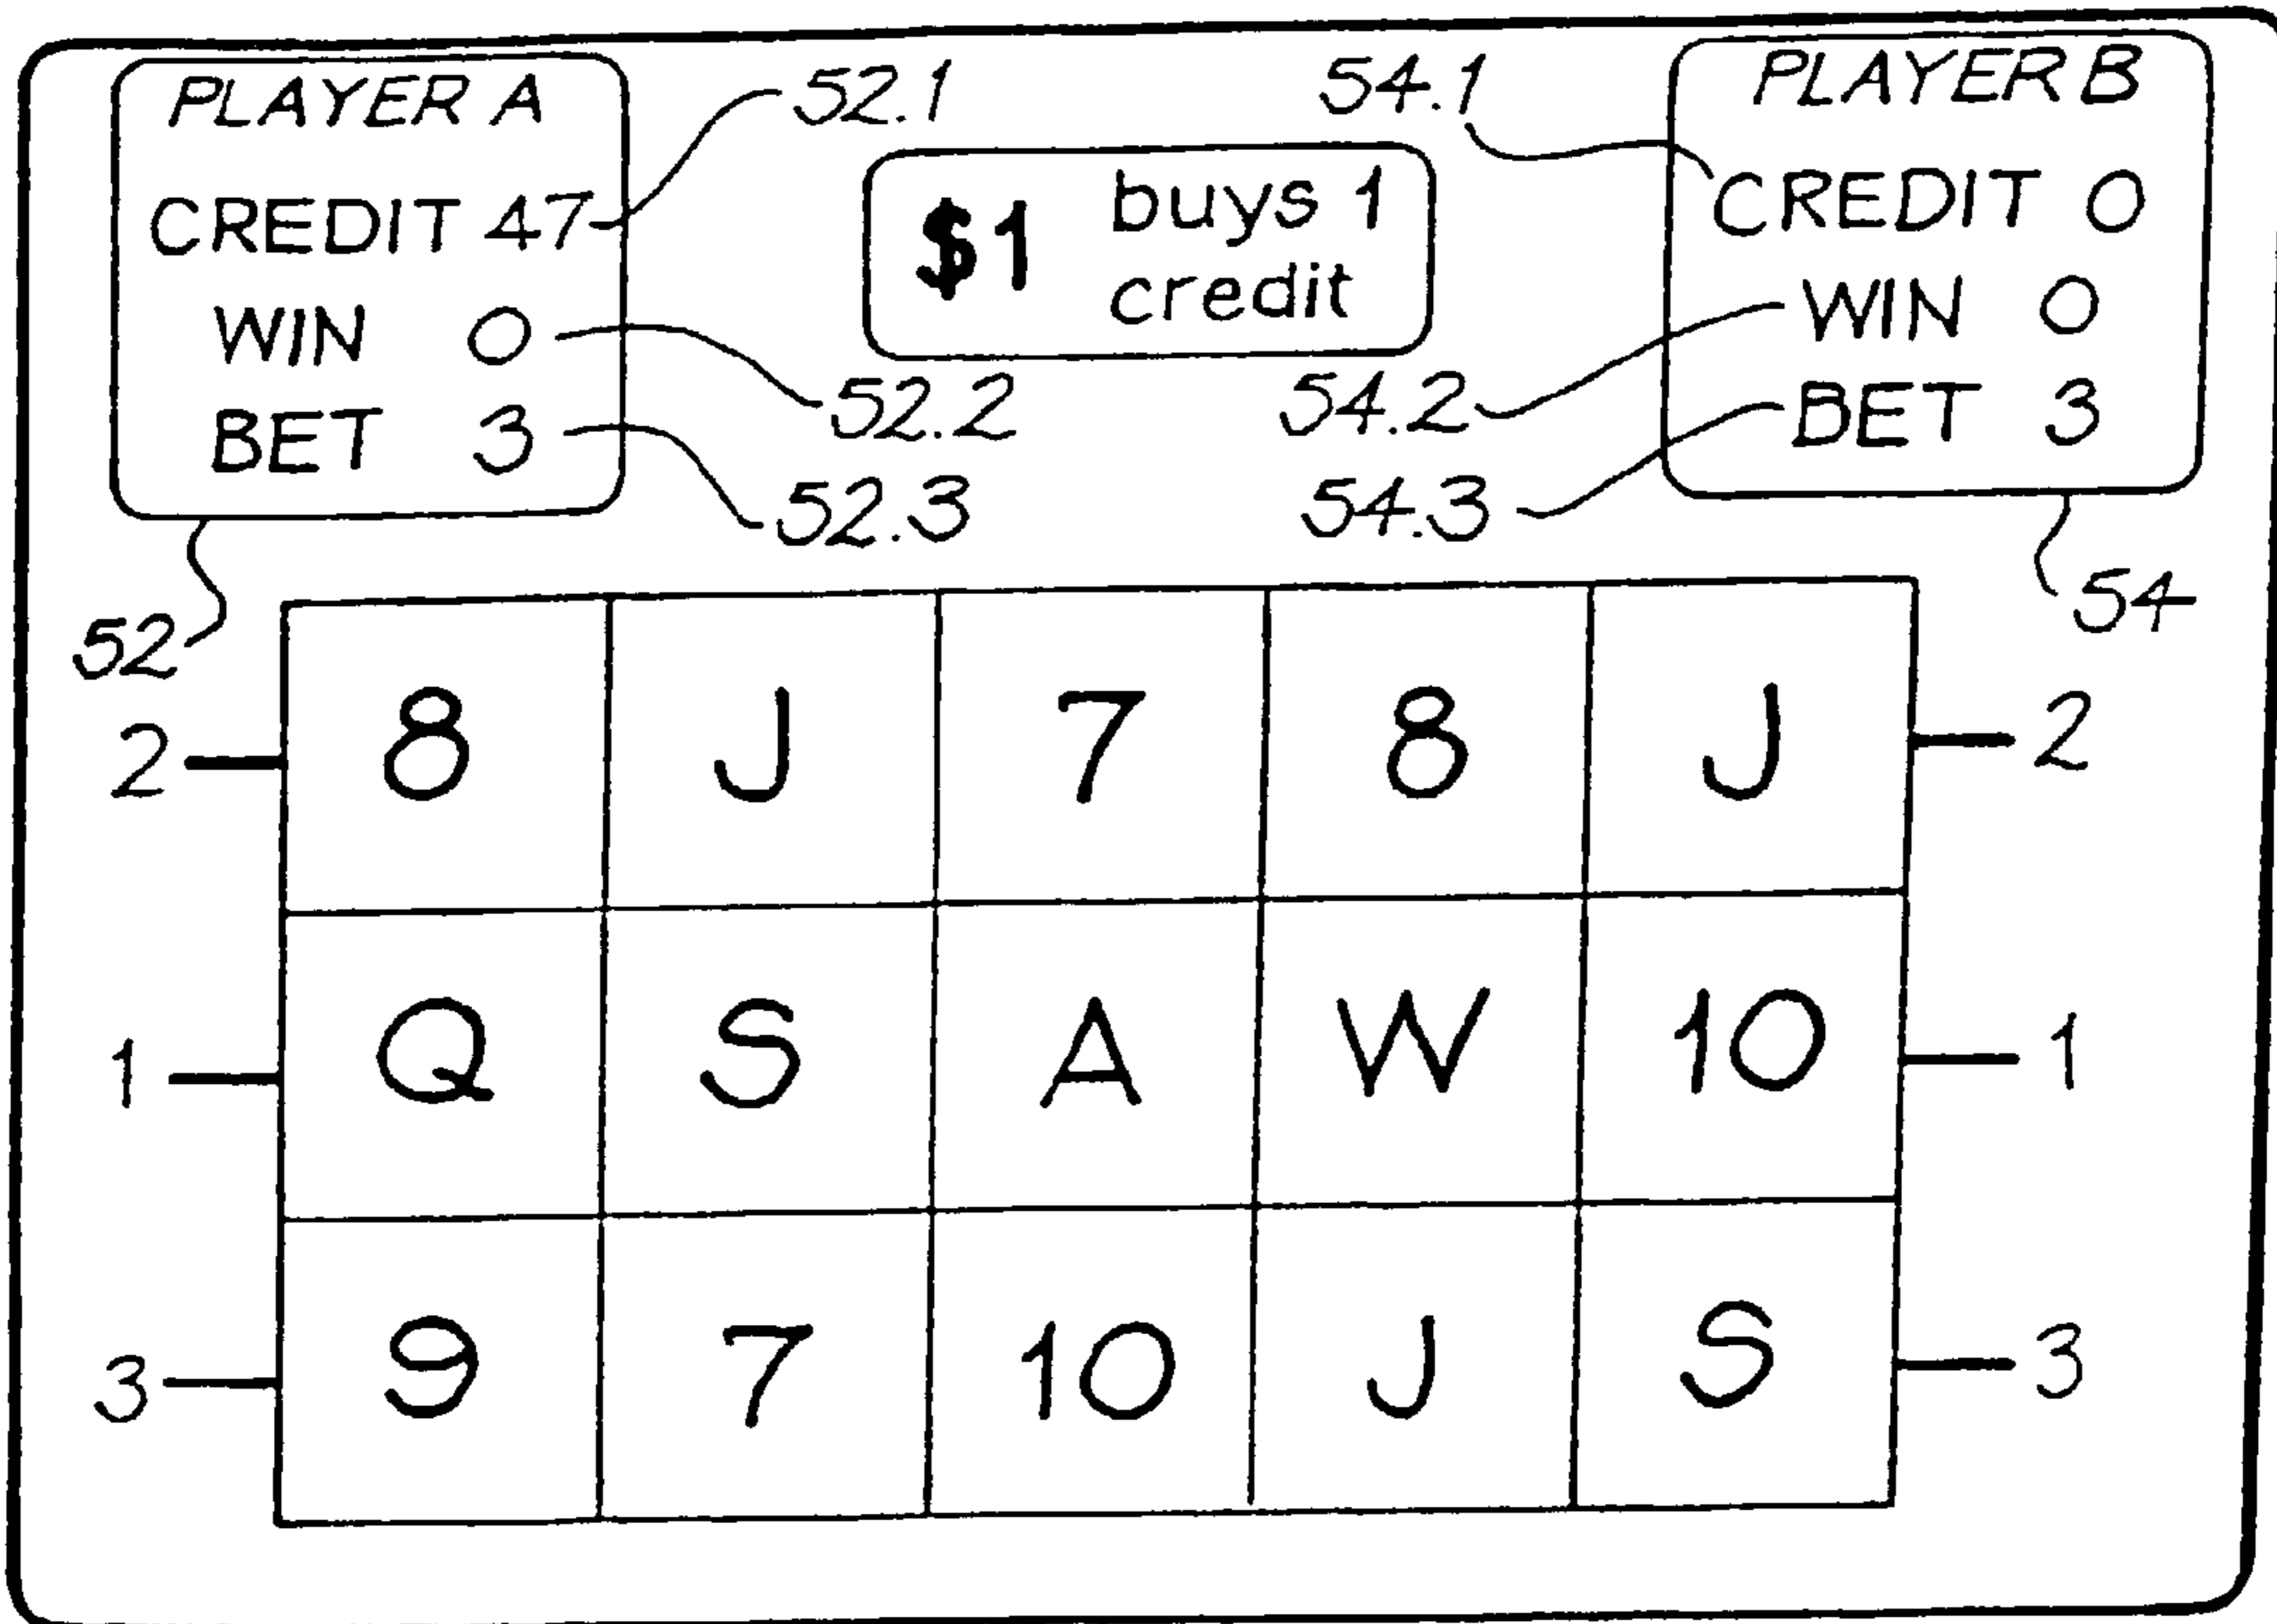 PLAYER A
CREDIT 47
WIN 0
BET 3
52.1
52.2
52.3
52
$1 buys 1
credit
54.1
54.2
54.3
PLAYER B
CREDIT 0
WIN 0
BET 3
54
2 8 J 7 8 J 2
1 Q S A W 10 1
3 9 7 10 J S 3